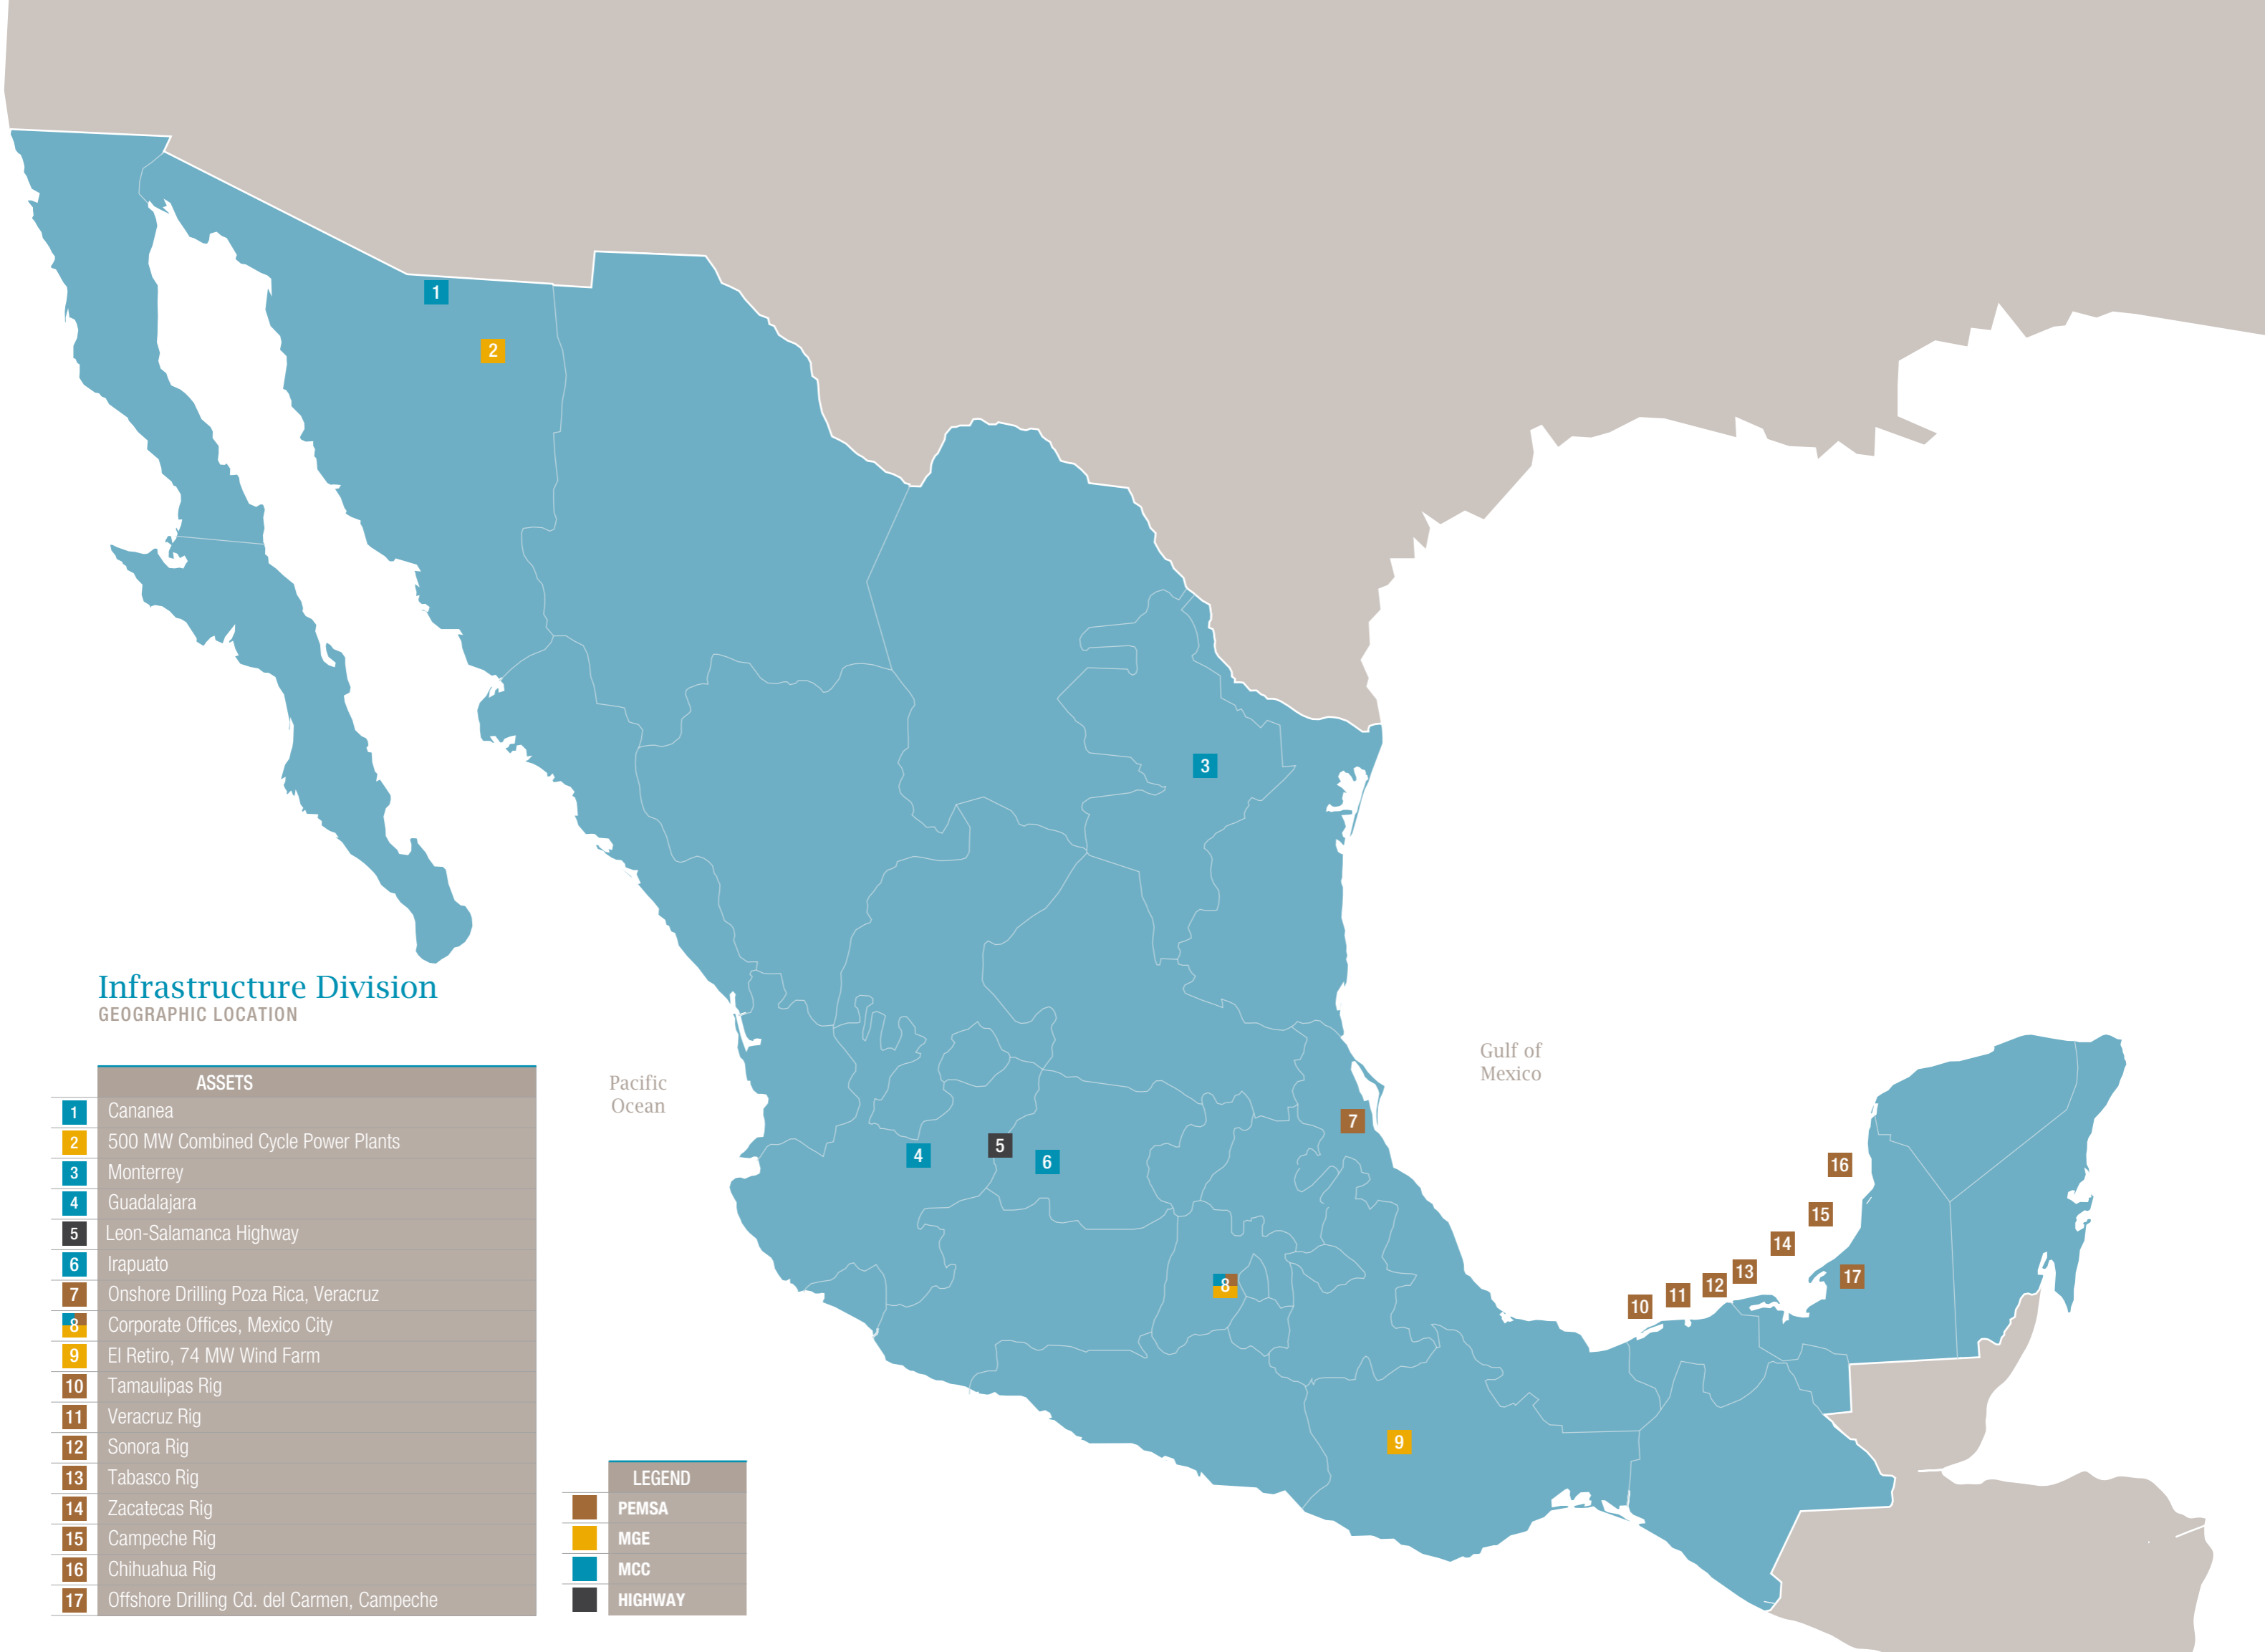 1
2
3
Infrastructure Division
GEOGRAPHIC LOCATION
Gulf of
Mexico
Pacific
Ocean
4
5
6
7
8
9
10
11
12
13
14
15
16
17
ASSETS
1 Cananea
2 500 MW Combined Cycle Power Plants
3 Monterrey
4 Guadalajara
5 Leon-Salamanca Highway
6 Irapuato
7 Onshore Drilling Poza Rica, Veracruz
8 Corporate Offices, Mexico City
9 El Retiro, 74 MW Wind Farm
10 Tamaulipas Rig
11 Veracruz Rig
12 Sonora Rig
13 Tabasco Rig
14 Zacatecas Rig
15 Campeche Rig
16 Chihuahua Rig
17 Offshore Drilling Cd. del Carmen, Campeche
LEGEND
PEMSA
MGE
MCC
HIGHWAY